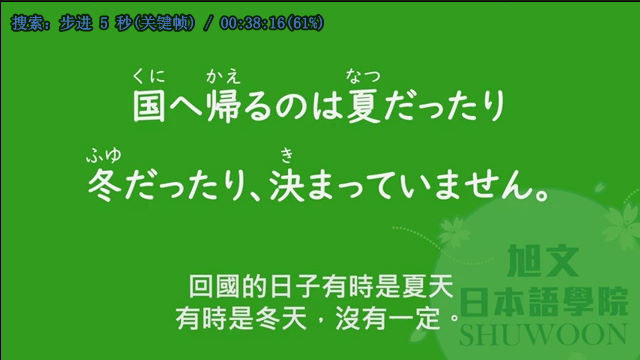 搜索: 步进 5 秒(关键帧) / 00:38:16(61%)
くに かえ なつ
国へ帰るのは夏だったり
ふゆ き
冬だったり、決まっていません。
回國的日子有時是夏天
有時是冬天，沒有一定。
旭文
日本語學院
SHUWOON